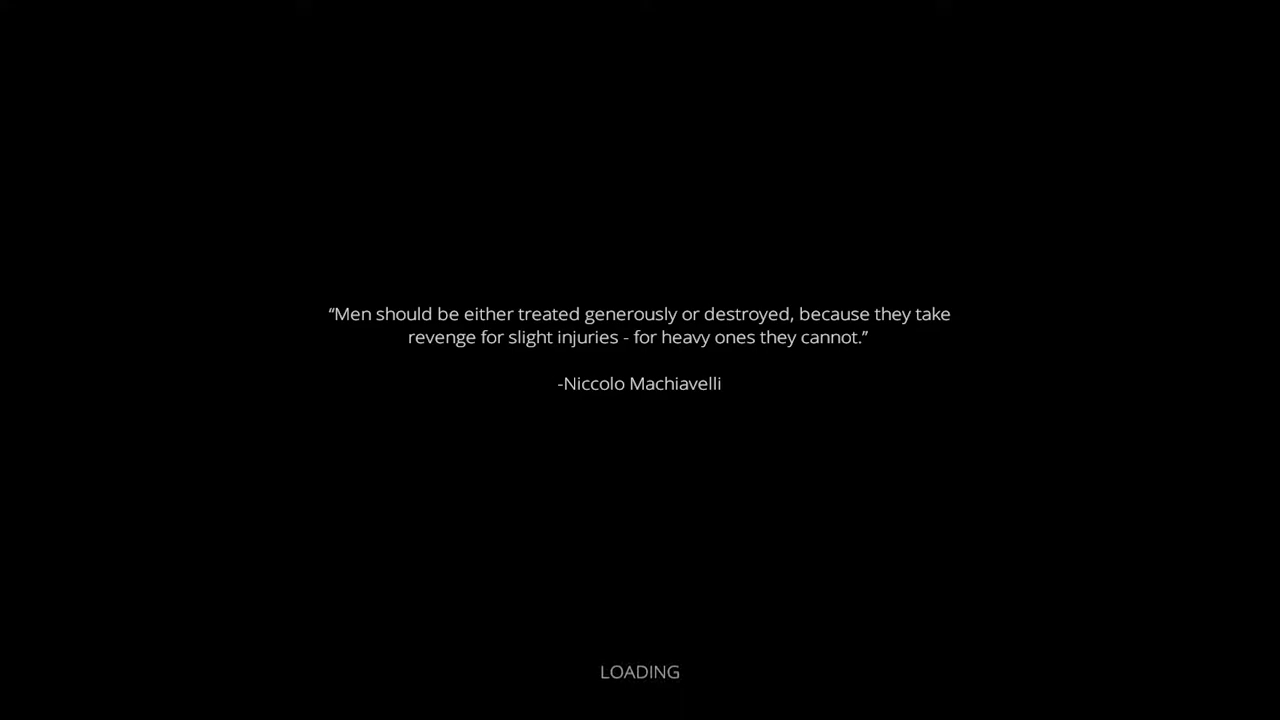 “Men should be either treated generously or destroyed, because they take
revenge for slight injuries - for heavy ones they cannot.”
-Niccolo Machiavelli
LOADING